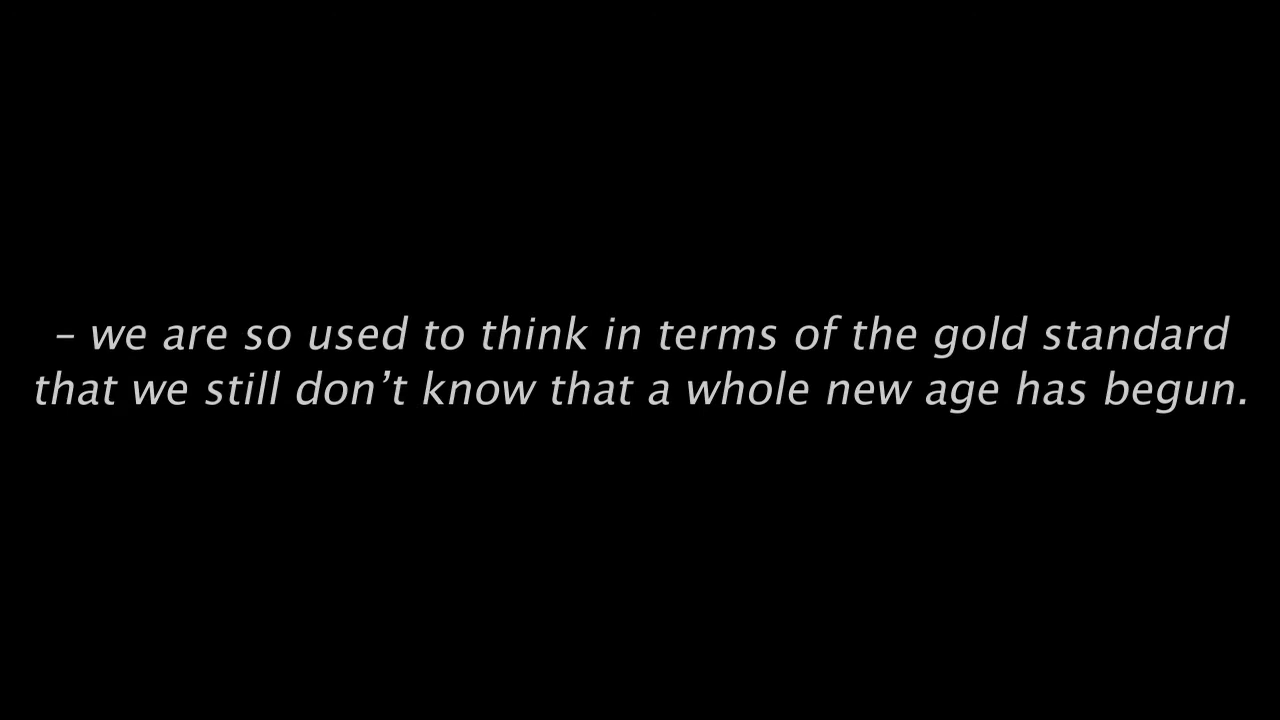 – we are so used to think in terms of the gold standard
that we still don’t know that a whole new age has begun.